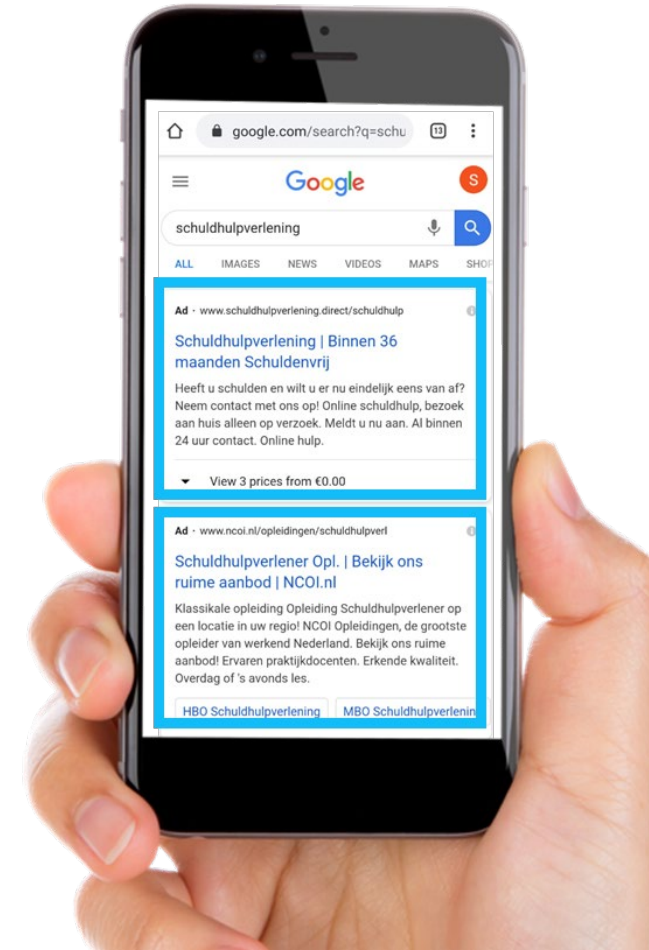 google.com/search?q=schu
13
Google
S
schuldhulpverlening
ALL IMAGES NEWS VIDEOS MAPS SHOP
Ad · www.schuldhulpverlening.direct/schuldhulp
Schuldhulpverlening | Binnen 36
maanden Schuldenvrij
Heeft u schulden en wilt u er nu eindelijk eens van af?
Neem contact met ons op! Online schuldhulp, bezoek
aan huis alleen op verzoek. Meldt u nu aan. Al binnen
24 uur contact. Online hulp.
View 3 prices from €0.00
Ad · www.ncoi.nl/opleidingen/schuldhulpverl
Schuldhulpverlener Opl. | Bekijk ons
ruime aanbod | NCOI.nl
Klassikale opleiding Opleiding Schuldhulpverlener op
een locatie in uw regio! NCOI Opleidingen, de grootste
opleider van werkend Nederland. Bekijk ons ruime
aanbod! Ervaren praktijkdocenten. Erkende kwaliteit.
Overdag of 's avonds les.
HBO Schuldhulpverlening MBO Schuldhulpverlenin